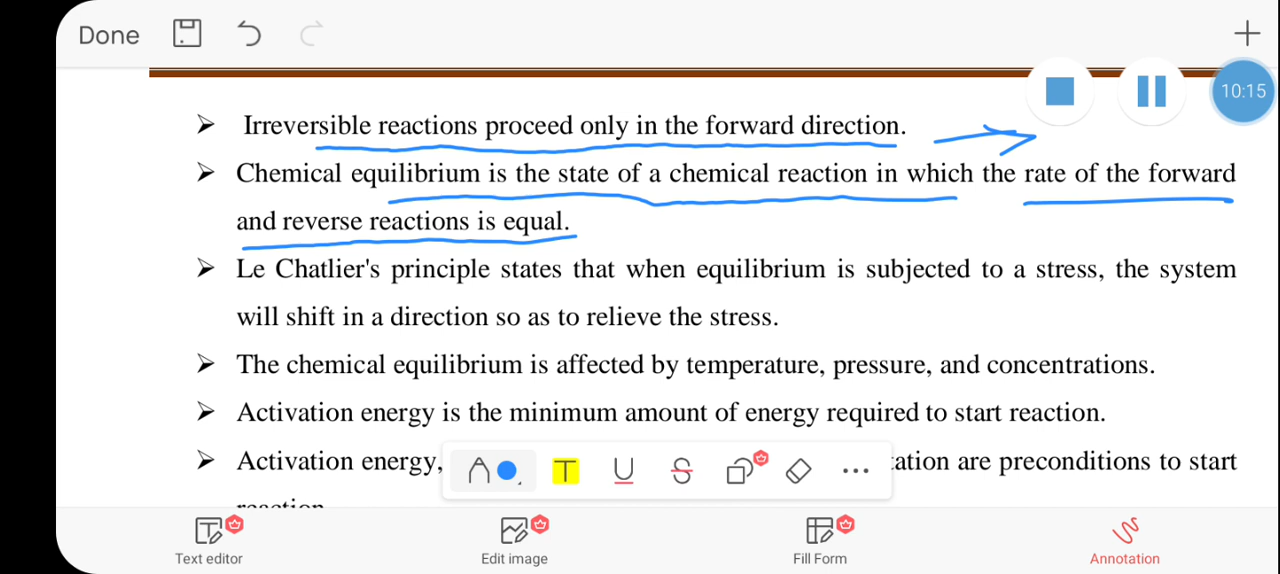 Done
10:15
➢ Irreversible reactions proceed only in the forward direction.
➢ Chemical equilibrium is the state of a chemical reaction in which the rate of the forward
and reverse reactions is equal.
➢ Le Chatlier's principle states that when equilibrium is subjected to a stress, the system
will shift in a direction so as to relieve the stress.
➢ The chemical equilibrium is affected by temperature, pressure, and concentrations.
➢ Activation energy is the minimum amount of energy required to start reaction.
➢ Activation energy, are preconditions to start
T U S
Text editor Edit image Fill Form Annotation